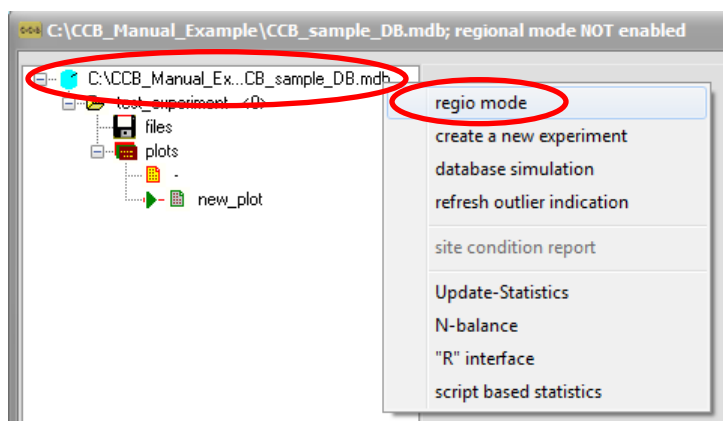 C:\CCB_Manual_Example\CCB_sample_DB.mdb; regional mode NOT enabled
C:\CCB_Manual_Ex...CB_sample_DB.mdb
test_experiment <0>
files
plots
-
new_plot
regio mode
create a new experiment
database simulation
refresh outlier indication
site condition report
Update-Statistics
N-balance
"R" interface
script based statistics